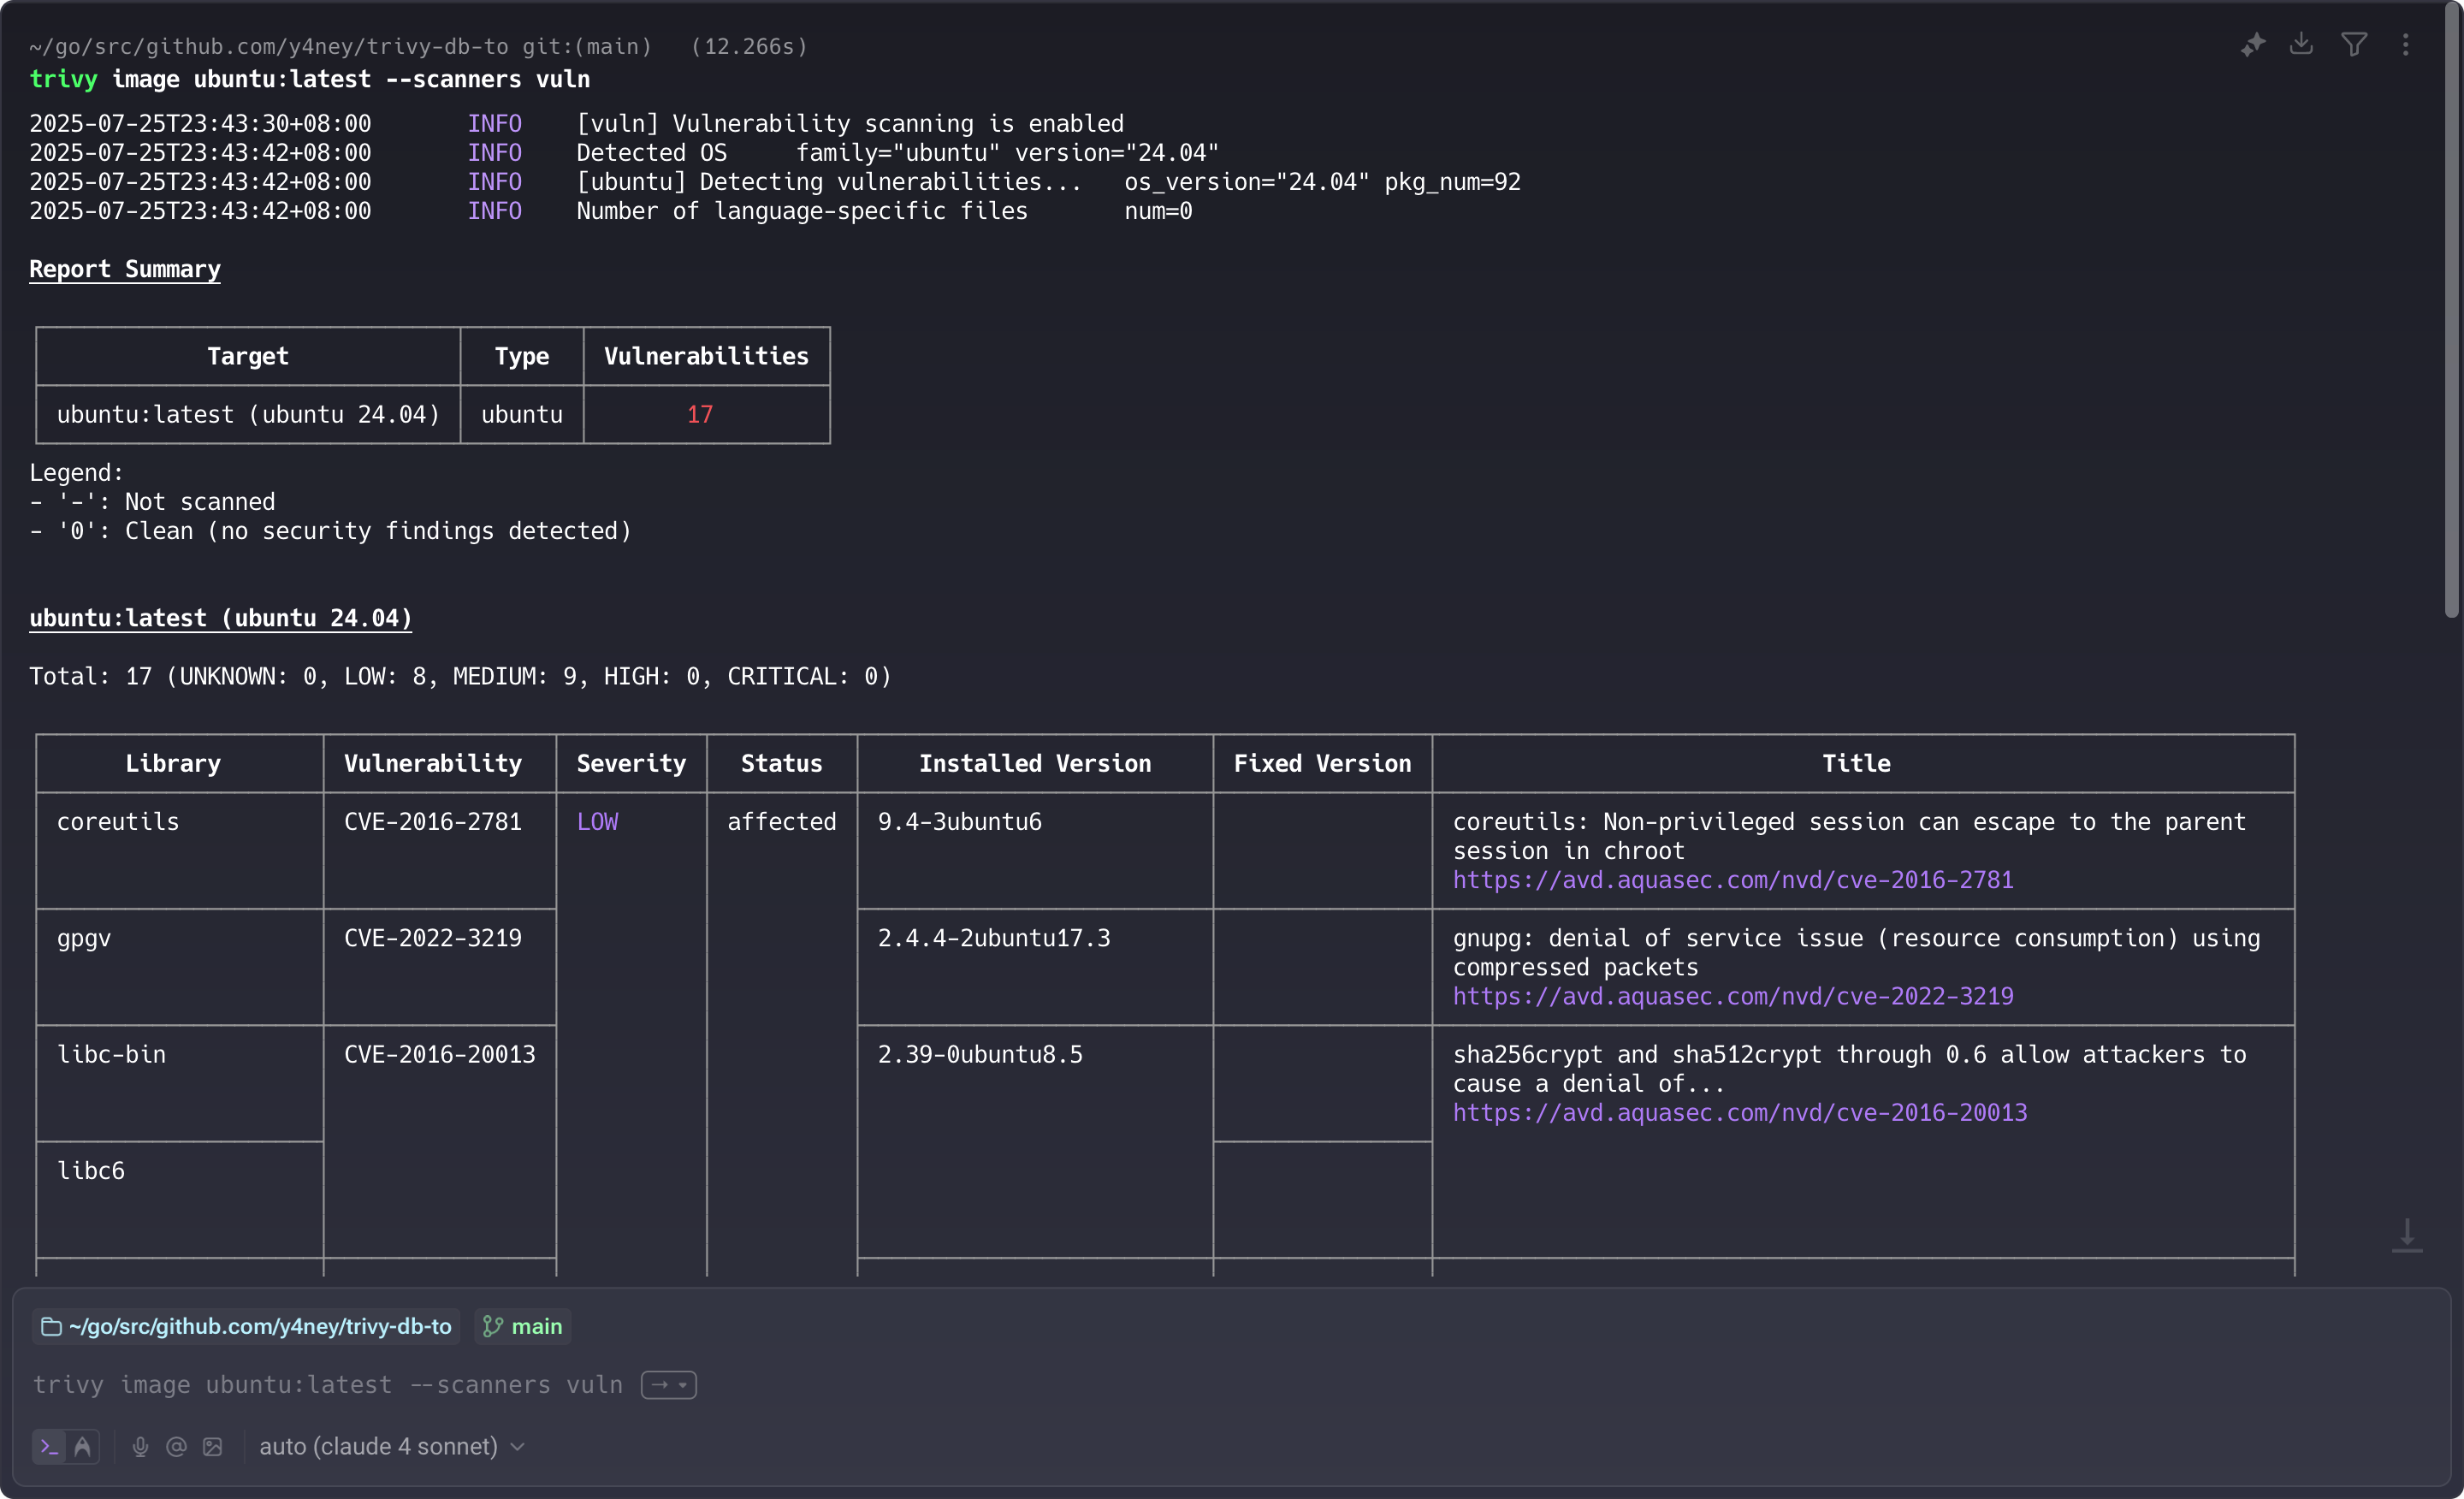 ~/go/src/github.com/y4ney/trivy-db-to git:(main) (12.266s)
trivy image ubuntu:latest --scanners vuln
2025-07-25T23:43:30+08:00 INFO [vuln] Vulnerability scanning is enabled
2025-07-25T23:43:42+08:00 INFO Detected OS family="ubuntu" version="24.04"
2025-07-25T23:43:42+08:00 INFO [ubuntu] Detecting vulnerabilities... os_version="24.04" pkg_num=92
2025-07-25T23:43:42+08:00 INFO Number of language-specific files num=0
Report Summary
Target Type Vulnerabilities
ubuntu:latest (ubuntu 24.04) ubuntu 17
Legend:
- '-': Not scanned
- '0': Clean (no security findings detected)
ubuntu:latest (ubuntu 24.04)
Total: 17 (UNKNOWN: 0, LOW: 8, MEDIUM: 9, HIGH: 0, CRITICAL: 0)
Library Vulnerability Severity Status Installed Version Fixed Version Title
coreutils CVE-2016-2781 LOW affected 9.4-3ubuntu6 coreutils: Non-privileged session can escape to the parent
session in chroot
https://avd.aquasec.com/nvd/cve-2016-2781
gpgv CVE-2022-3219 2.4.4-2ubuntu17.3 gnupg: denial of service issue (resource consumption) using
compressed packets
https://avd.aquasec.com/nvd/cve-2022-3219
libc-bin CVE-2016-20013 2.39-0ubuntu8.5 sha256crypt and sha512crypt through 0.6 allow attackers to
cause a denial of...
https://avd.aquasec.com/nvd/cve-2016-20013
libc6
~/go/src/github.com/y4ney/trivy-db-to main
trivy image ubuntu:latest --scanners vuln
auto (claude 4 sonnet)